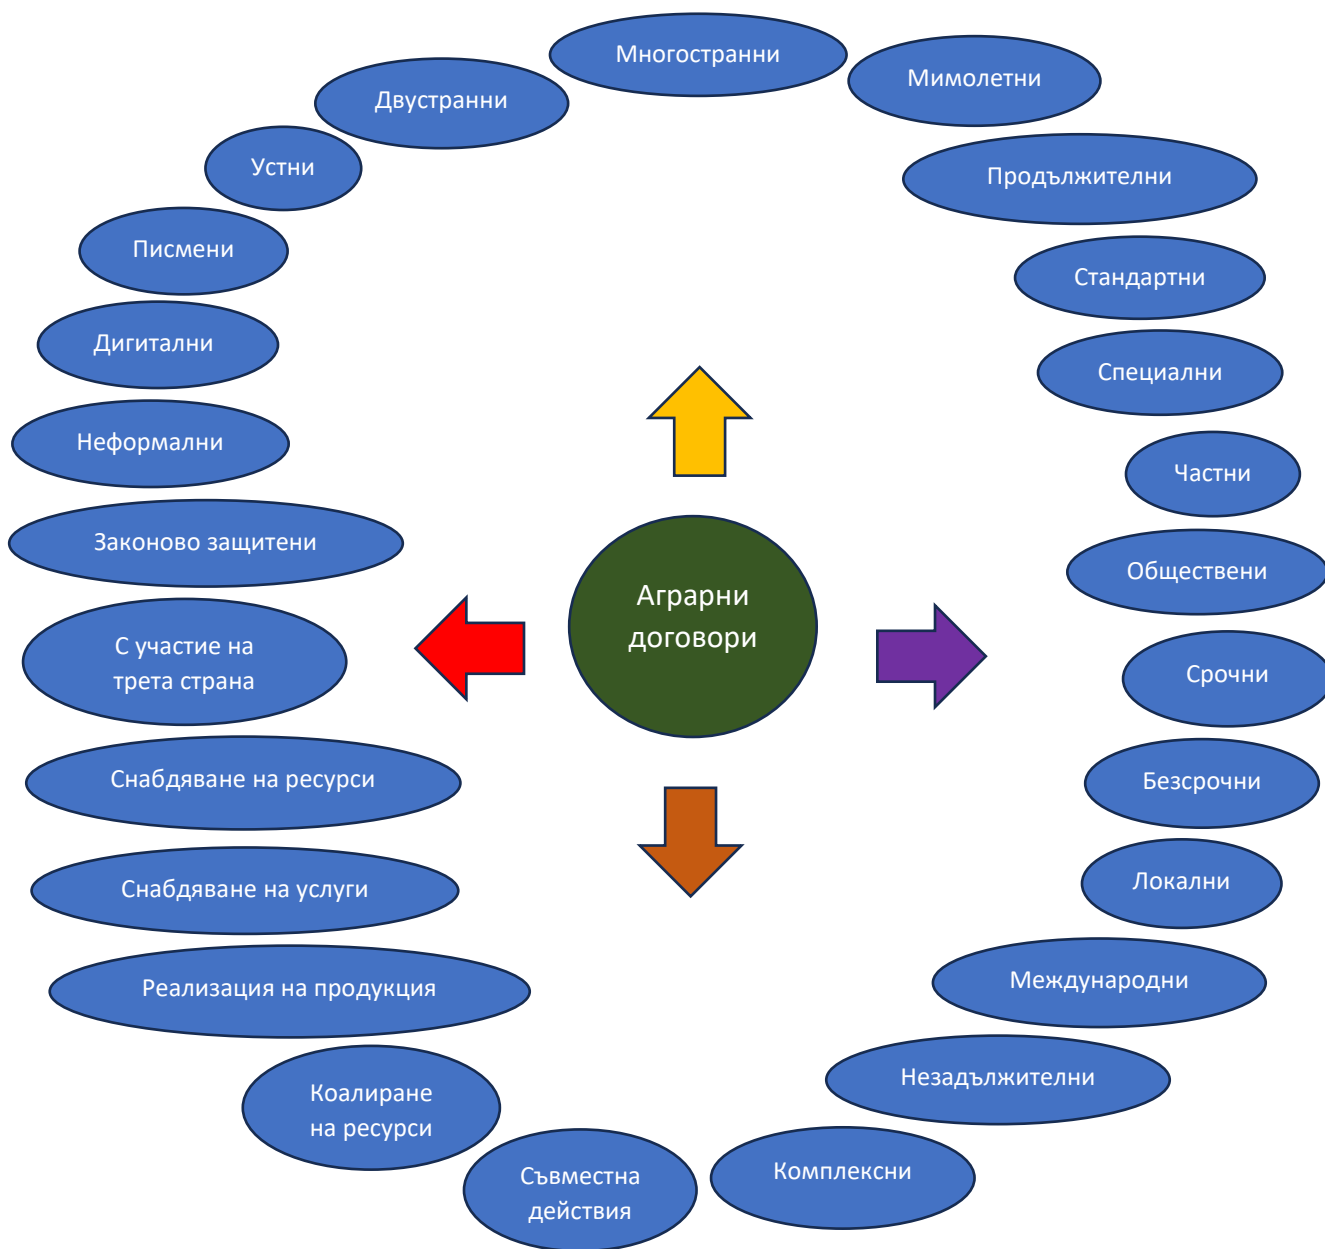 Многостранни
Мимолетни
Двустранни
Устни
Продължителни
Писмени
Стандартни
Дигитални
Специални
Неформални
Частни
Законово защитени
Обществени
Аграрни
договори
С участие на
трета страна
Срочни
Снабдяване на ресурси
Безсрочни
Снабдяване на услуги
Локални
Реализация на продукция
Международни
Незадължителни
Коалиране
на ресурси
Комплексни
Съвместна
действия